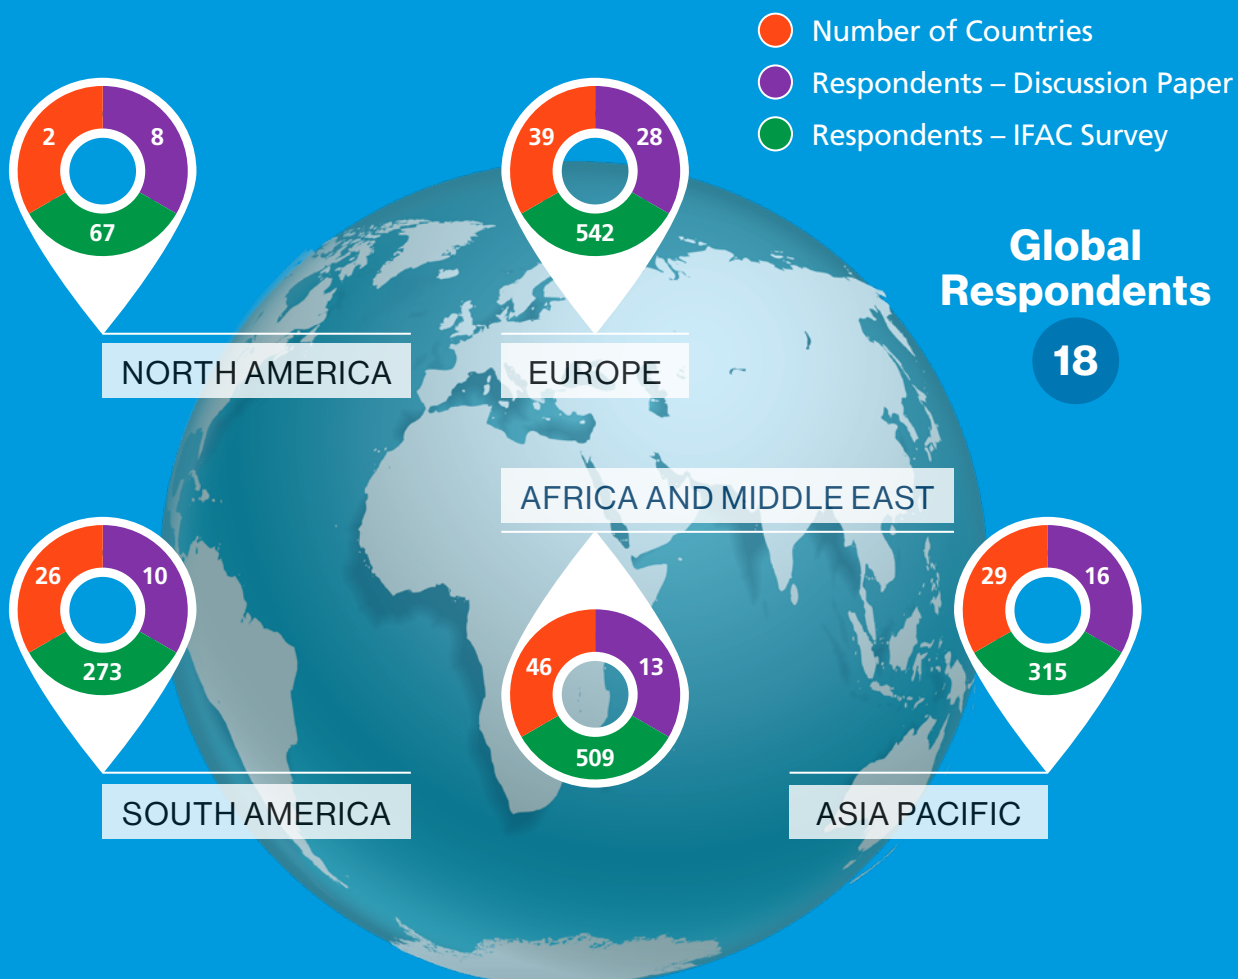 Number of Countries
Respondents – Discussion Paper
Respondents – IFAC Survey
2
8
67
NORTH AMERICA
39
28
542
EUROPE
Global
Respondents
18
AFRICA AND MIDDLE EAST
46
13
509
26
10
273
SOUTH AMERICA
29
16
315
ASIA PACIFIC